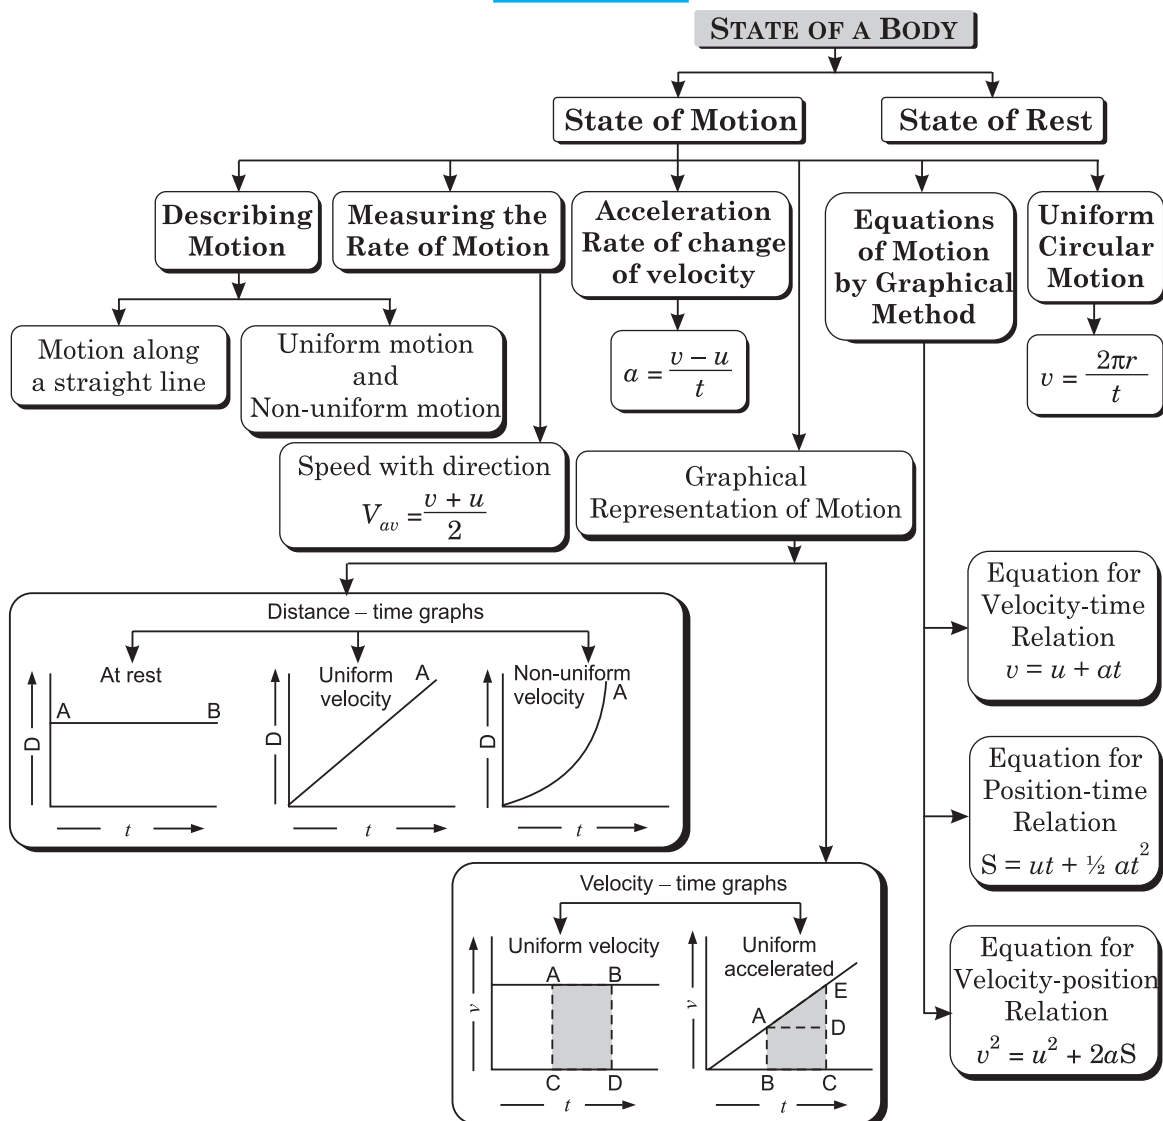 STATE OF A BODY
State of Motion
State of Rest
Describing
Motion
Measuring the
Rate of Motion
Acceleration
Rate of change
of velocity
Equations
of Motion
by Graphical
Method
Uniform
Circular
Motion
Motion along
a straight line
Uniform motion
and
Non-uniform motion
a = v – u / t
v = 2πr / t
Speed with direction
V_av = v + u / 2
Graphical
Representation of Motion
Equation for
Velocity-time
Relation
v = u + at
Distance – time graphs
At rest
A
B
D
t
Uniform
velocity
A
D
t
Non-uniform
velocity
A
D
t
Equation for
Position-time
Relation
S = ut + ½ at²
Velocity – time graphs
Uniform velocity
A
B
v
C
D
t
Uniform
accelerated
E
A
D
v
B
C
t
Equation for
Velocity-position
Relation
v² = u² + 2aS